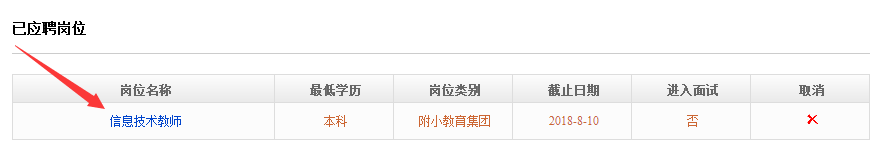 已应聘岗位
岗位名称 最低学历 岗位类别 截止日期 进入面试 取消
信息技术教师 本科 附小教育集团 2018-8-10 否